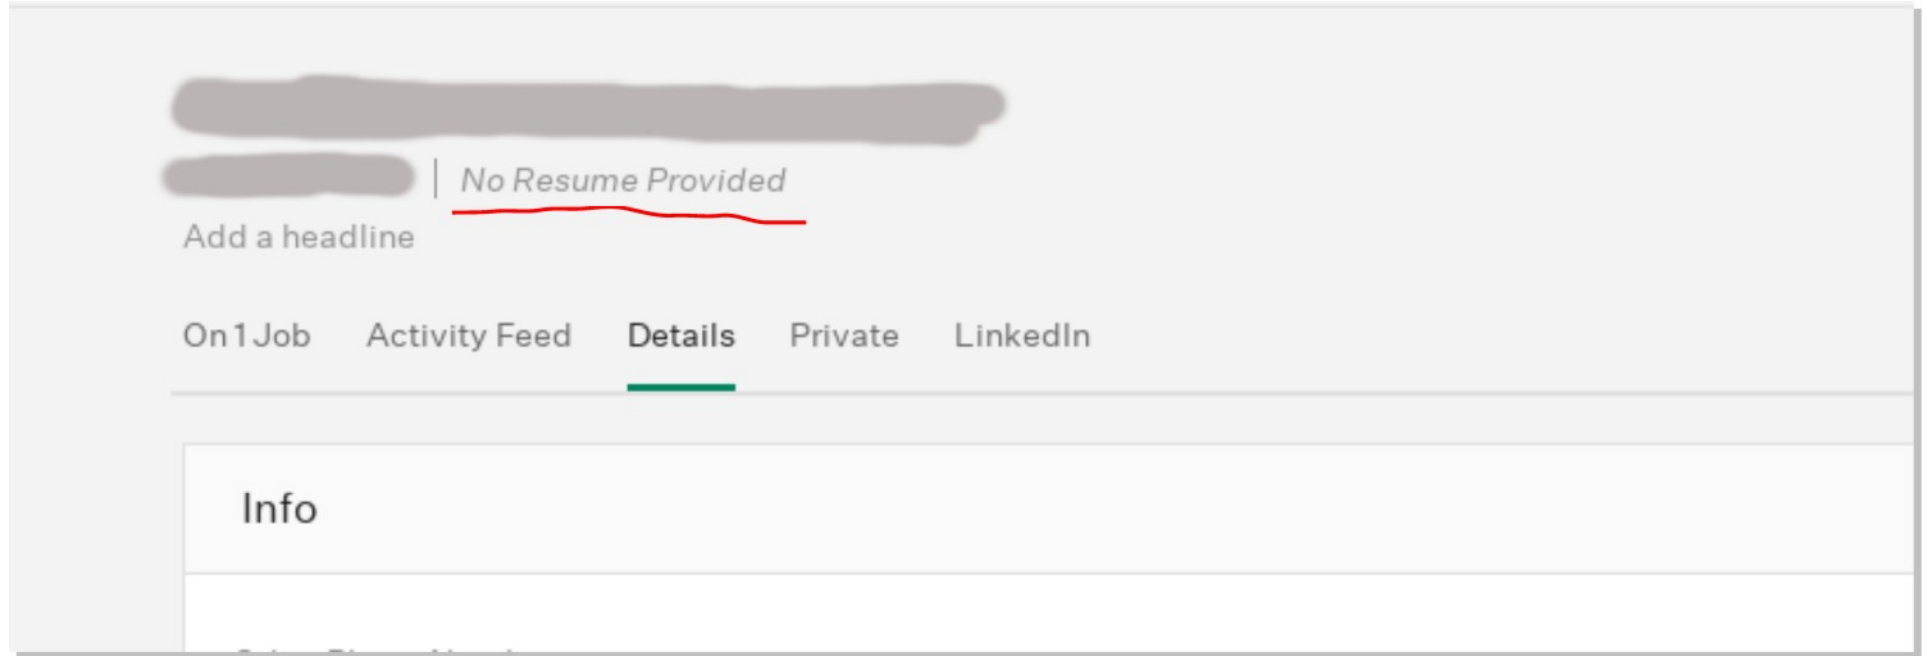 No Resume Provided
Add a headline
On 1 Job Activity Feed Details Private LinkedIn
Info